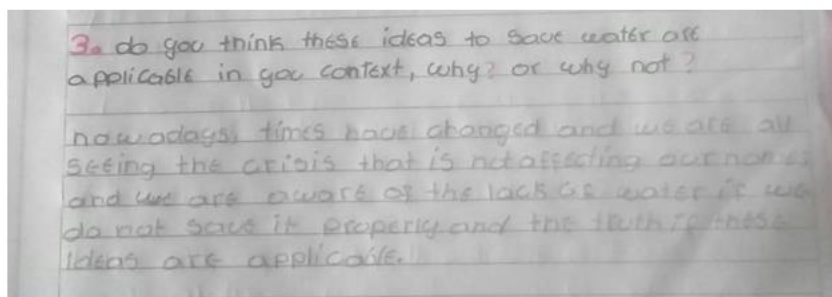 3. do you think these ideas to save water are
applicable in you context, why? or why not?
nowadays, times have changed and we are all
seeing the crisis that is not affecting our
and we are aware of the lack of water if we
do not save it properly and the truth is these
ideas are applicable.